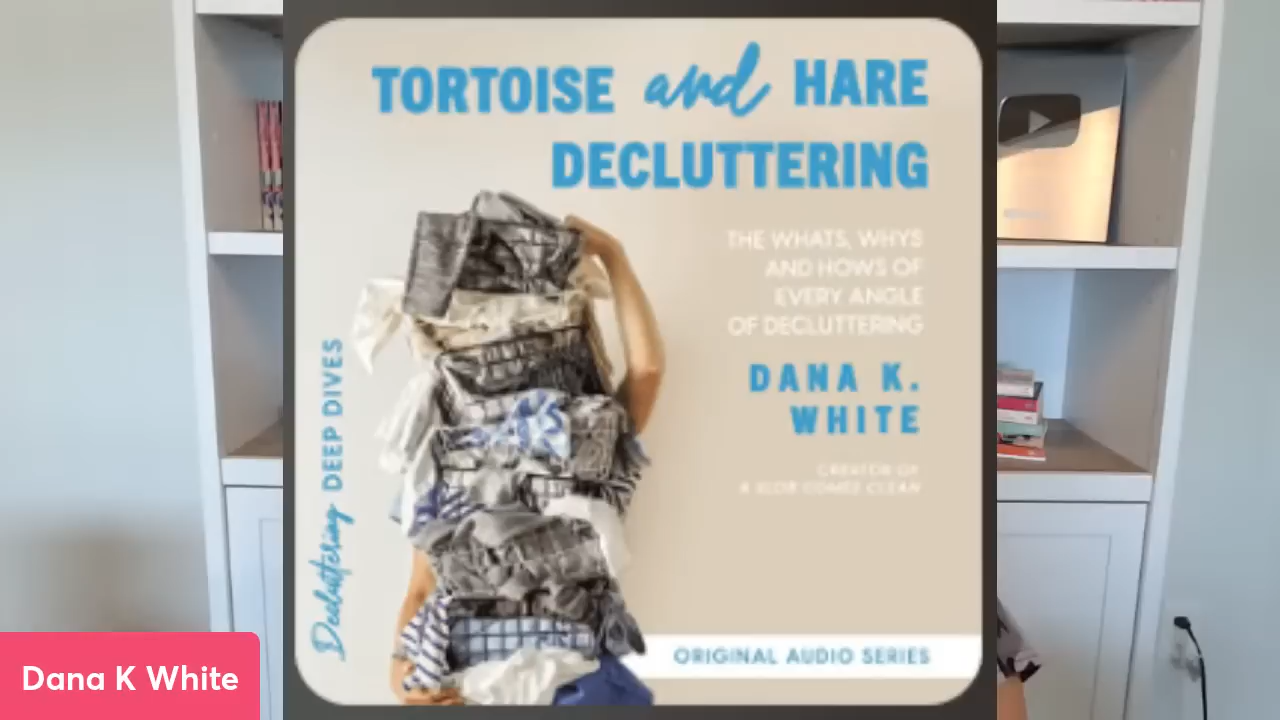 TORTOISE and HARE
DECLUTTERING
THE WHATS, WHYS
AND HOWS OF
EVERY ANGLE
OF DECLUTTERING
DANA K.
WHITE
CREATOR OF
A SLOB COMES CLEAN
Decluttering DEEP DIVES
ORIGINAL AUDIO SERIES
Dana K White